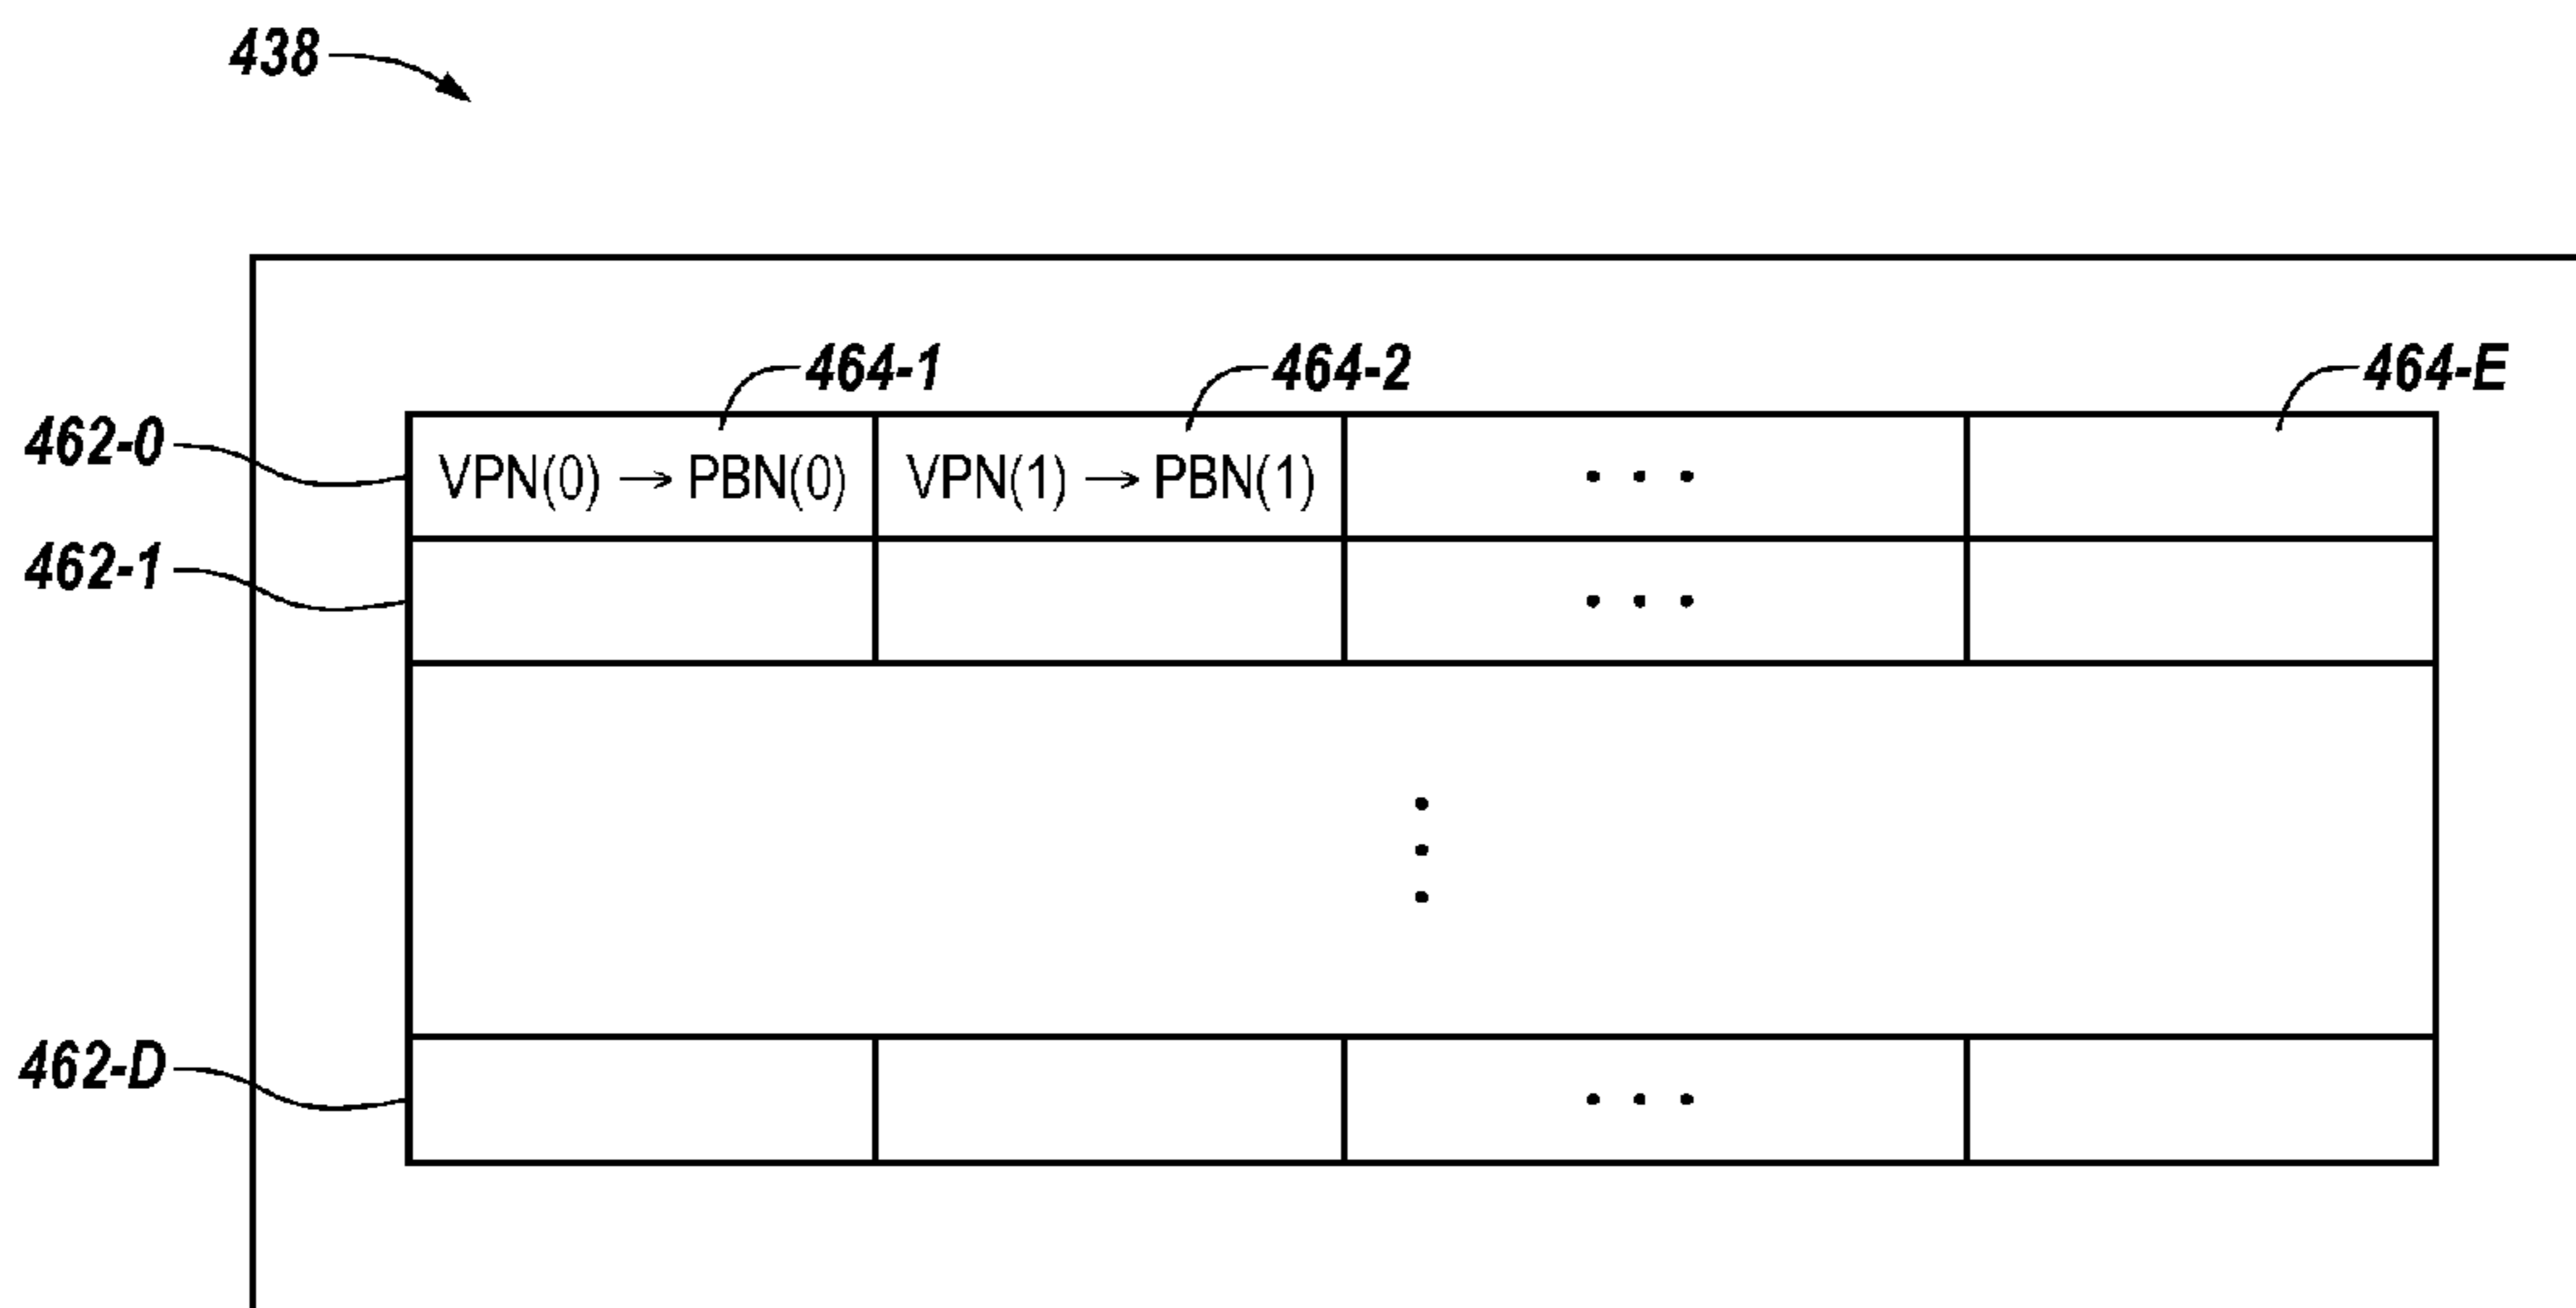 438
464-1 464-2 464-E
462-0 VPN(0) → PBN(0) VPN(1) → PBN(1) • • •
462-1 • • •
462-D • • •